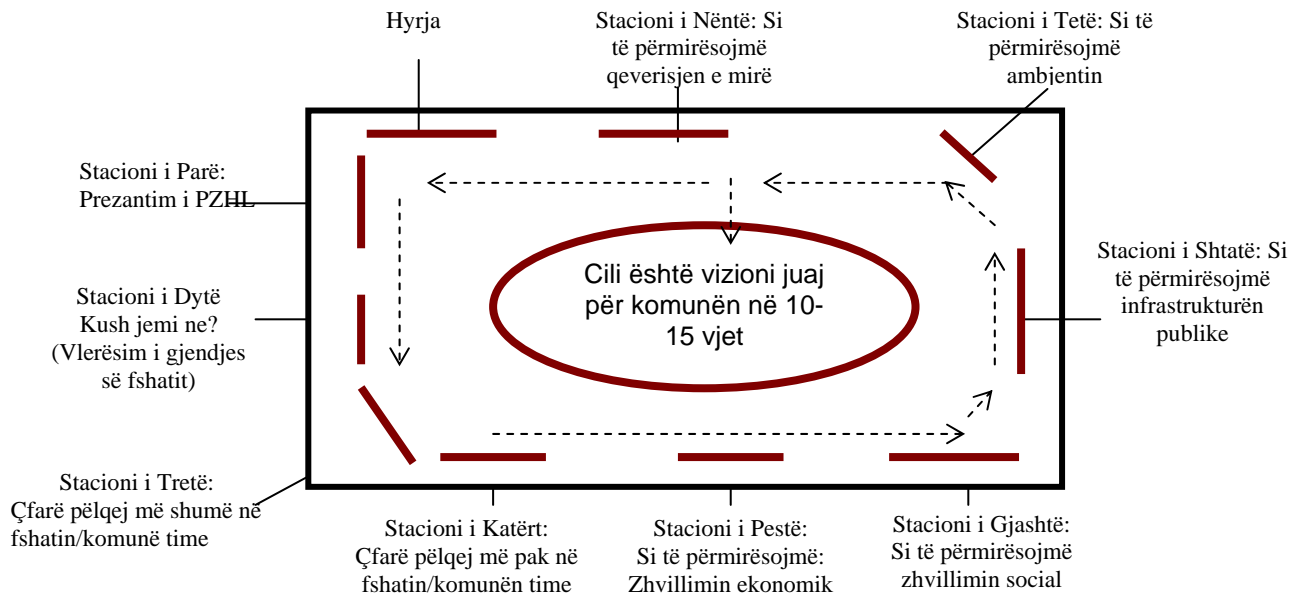 Hyrja
Stacioni i Nëntë: Si
të përmirësojmë
qeverisjen e mirë
Stacioni i Tetë: Si të
përmirësojmë
ambjentin
Stacioni i Parë:
Prezantim i PZHL
Stacioni i Dytë
Kush jemi ne?
(Vlerësim i gjendjes
së fshatit)
Cili është vizioni juaj
për komunën në 10-
15 vjet
Stacioni i Shtatë: Si
të përmirësojmë
infrastrukturën
publike
Stacioni i Tretë:
Çfarë pëlqej më shumë në
fshatin/komunë time
Stacioni i Katërt:
Çfarë pëlqej më pak në
fshatin/komunën time
Stacioni i Pestë:
Si të përmirësojmë:
Zhvillimin ekonomik
Stacioni i Gjashtë:
Si të përmirësojmë
zhvillimin social